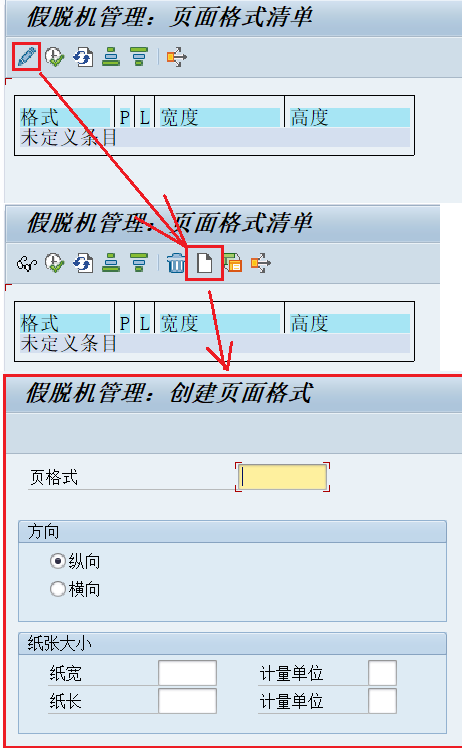 假脱机管理：页面格式清单
格式 P L 宽度 高度
未定义条目
假脱机管理：页面格式清单
格式 P L 宽度 高度
未定义条目
假脱机管理：创建页面格式
页格式
方向
纵向
横向
纸张大小
纸宽 计量单位
纸长 计量单位